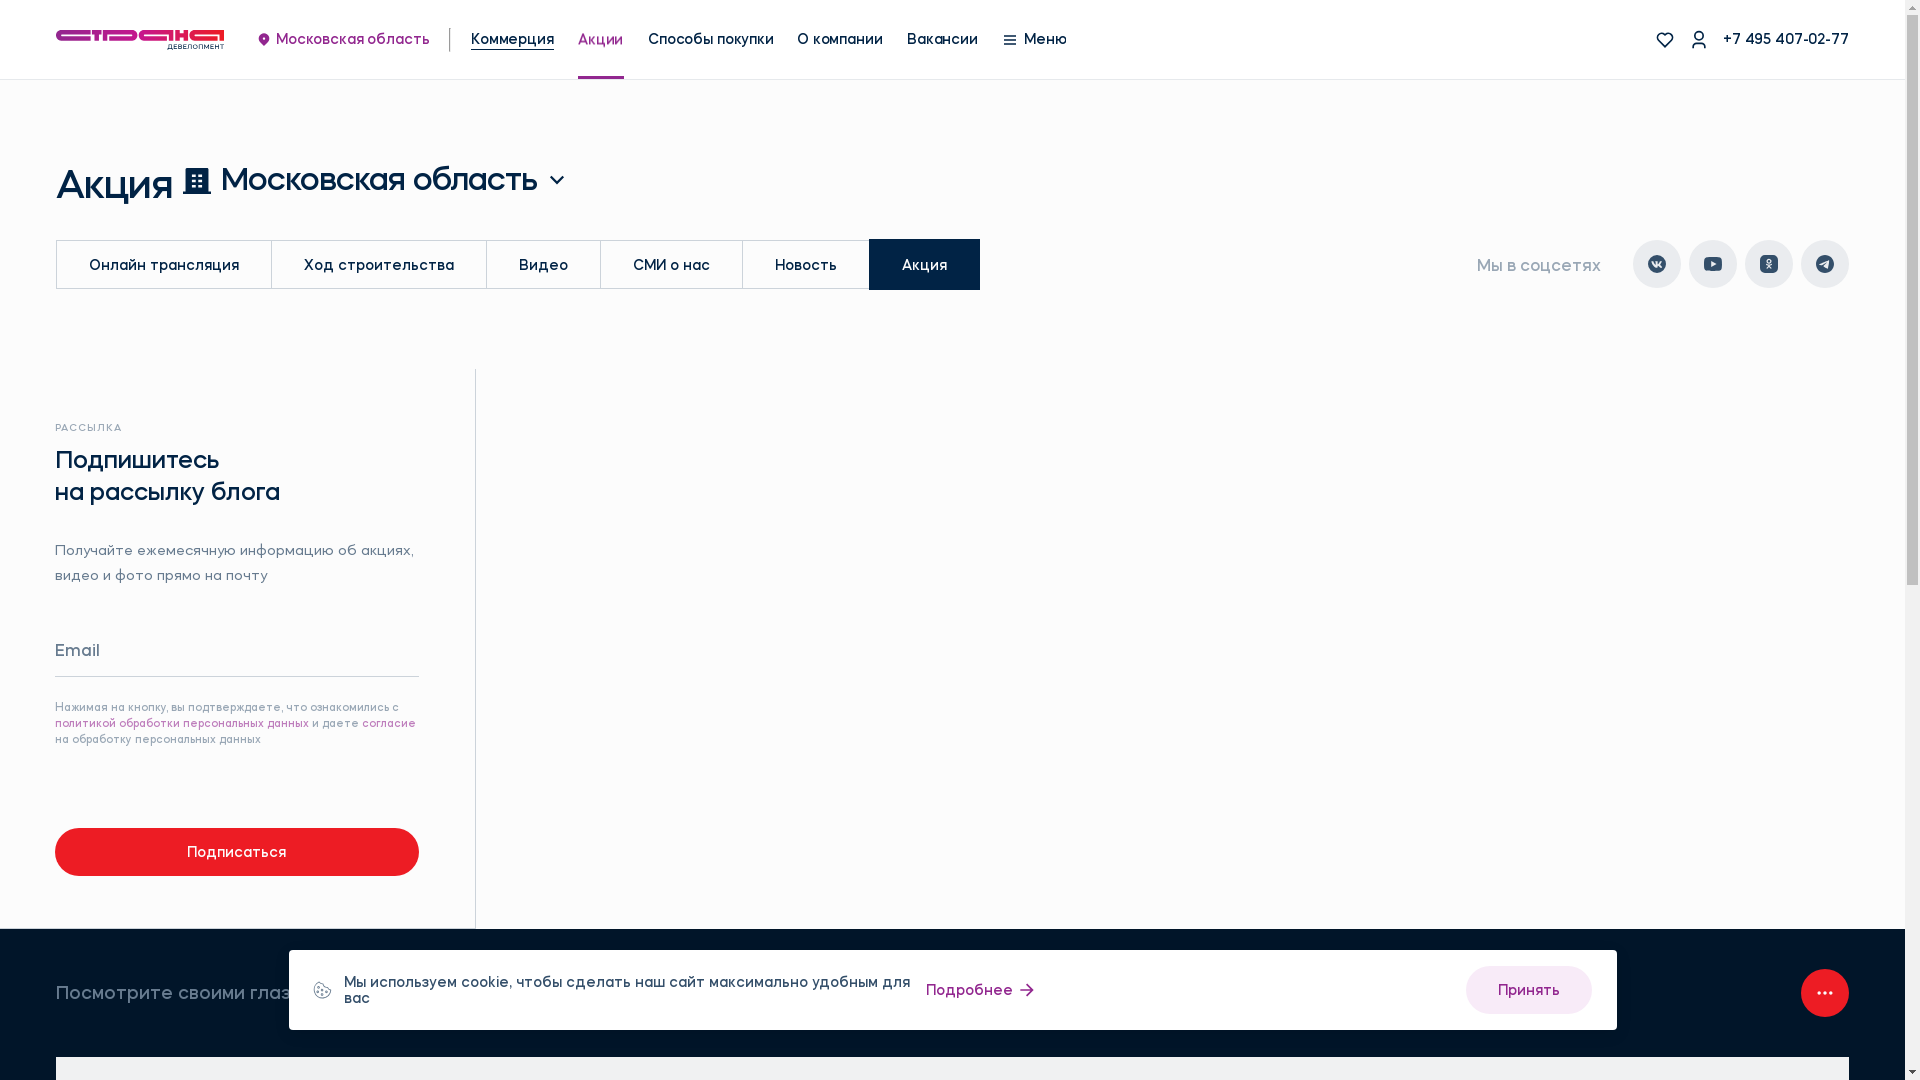 страна
ДЕВЕЛОПМЕНТ
Московская область
Коммерция
Акции
Способы покупки
О компании
Вакансии
Меню
+7 495 407-02-77
Акция Московская область
Онлайн трансляция
Ход строительства
Видео
СМИ о нас
Новость
Акция
Мы в соцсетях
РАССЫЛКА
Подпишитесь
на рассылку блога
Получайте ежемесячную информацию об акциях,
видео и фото прямо на почту
Email
Нажимая на кнопку, вы подтверждаете, что ознакомились с
политикой обработки персональных данных и даете согласие
на обработку персональных данных
Подписаться
Посмотрите своими глаз
Мы используем cookie, чтобы сделать наш сайт максимально удобным для
вас
Подробнее
Принять